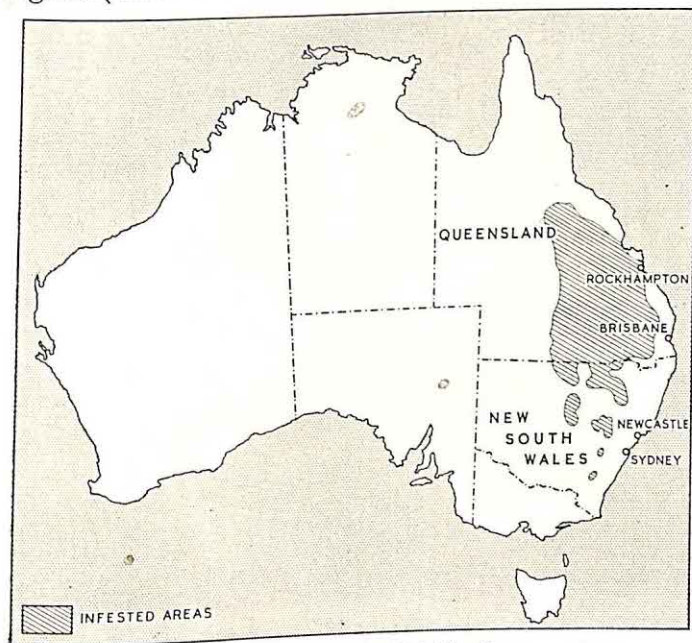 QUEENSLAND
ROCKHAMPTON
BRISBANE
NEW
SOUTH
WALES
NEWCASTLE
SYDNEY
INFESTED AREAS